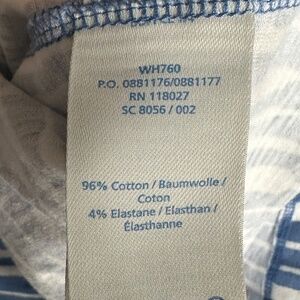 WH760
P.O. 0881176/0881177
RN 118027
SC 8056 / 002
96% Cotton / Baumwolle /
Coton
4% Elastane / Elasthan /
Élasthanne